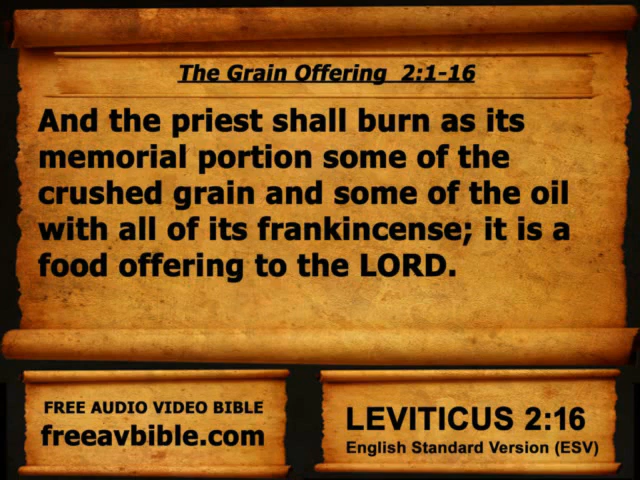 The Grain Offering  2:1-16
And the priest shall burn as its
memorial portion some of the
crushed grain and some of the oil
with all of its frankincense; it is a
food offering to the LORD.
FREE AUDIO VIDEO BIBLE
freeavbible.com
LEVITICUS 2:16
English Standard Version (ESV)